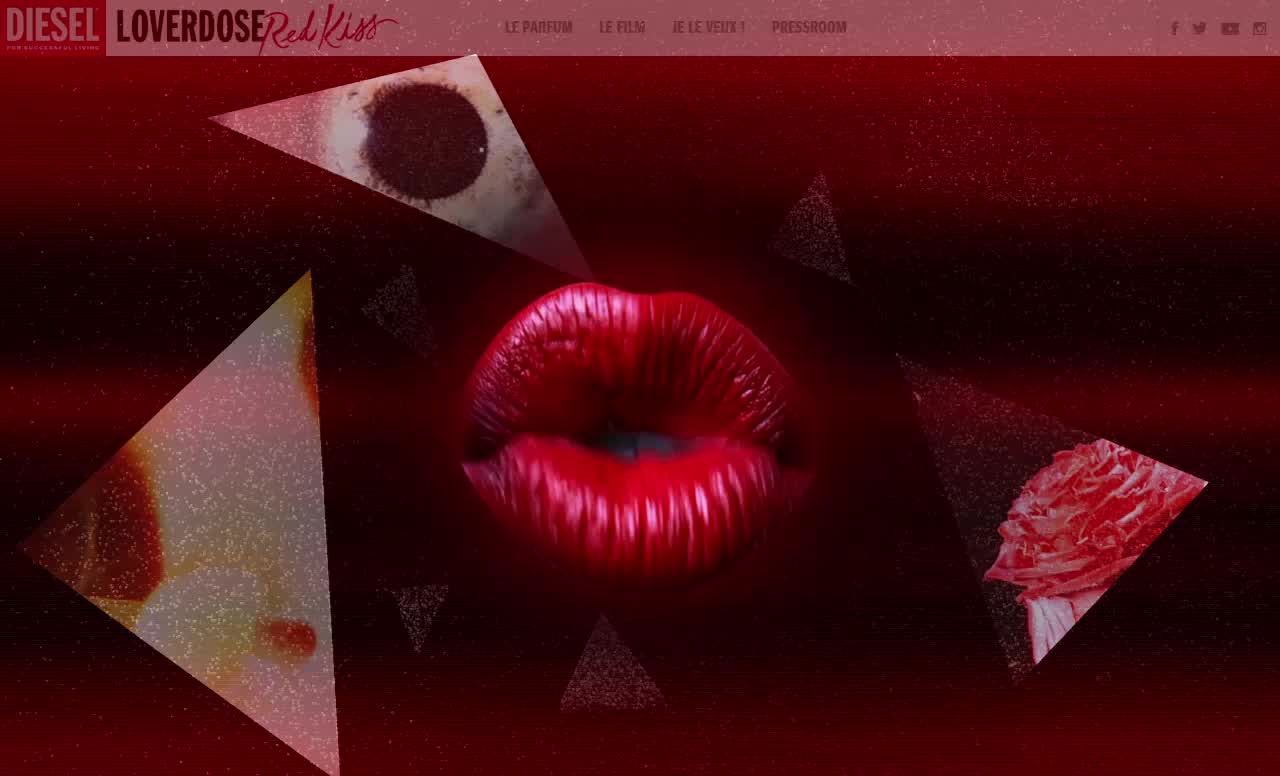 DIESEL
FOR SUCCESSFUL LIVING
LOVERDOSE Red Kiss
LE PARFUM
LE FILM
JE LE VEUX !
PRESSROOM